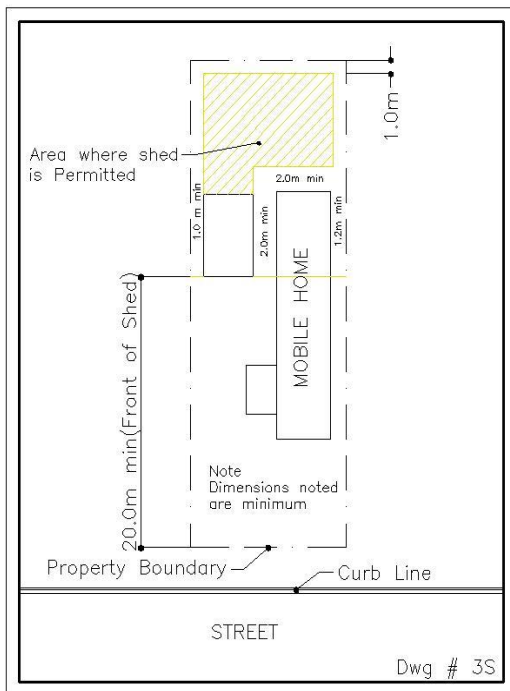 1.0m
Area where shed
is Permitted
2.0m min
1.0 m min
2.0m min
1.2m min
MOBILE HOME
20.0m min(Front of Shed)
Note
Dimensions noted
are minimum
Property Boundary
Curb Line
STREET
Dwg # 3S